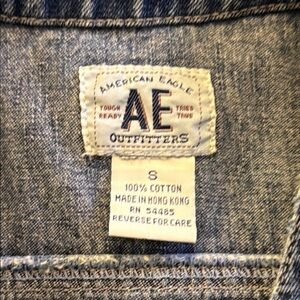 AMERICAN EAGLE
TOUGH READY
AE
TRIED TRUE
OUTFITTERS
S
100% COTTON
MADE IN HONG KONG
RN 54485
REVERSE FOR CARE